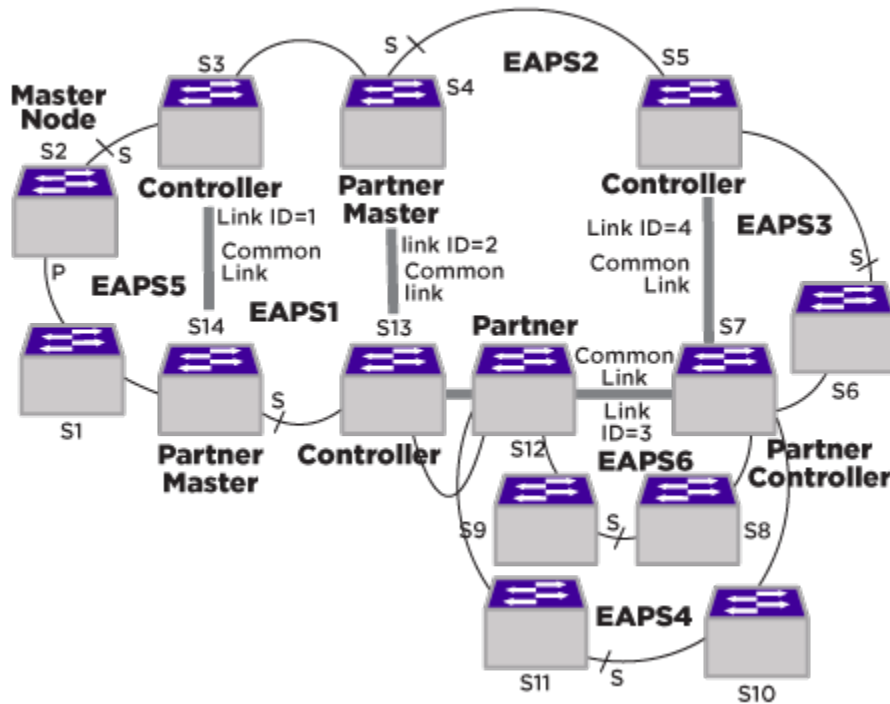 S3
S
EAPS2
S5
S4
Master
Node
S2
S
Controller
Partner
Master
Controller
Link ID=1
Common
Link
link ID=2
Common
link
Link ID=4
Common
Link
EAPS3
S
P
EAPS5
EAPS1
S14
S13
Partner
S7
Common
Link
Link
ID=3
S6
S1
S
Partner
Master
Controller
S12
EAPS6
Partner
Controller
S9
S
S8
EAPS4
S11
S
S10